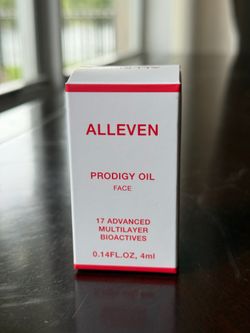 ALLEVEN
PRODIGY OIL
FACE
17 ADVANCED
MULTILAYER
BIOACTIVES
0.14FL.OZ, 4ml